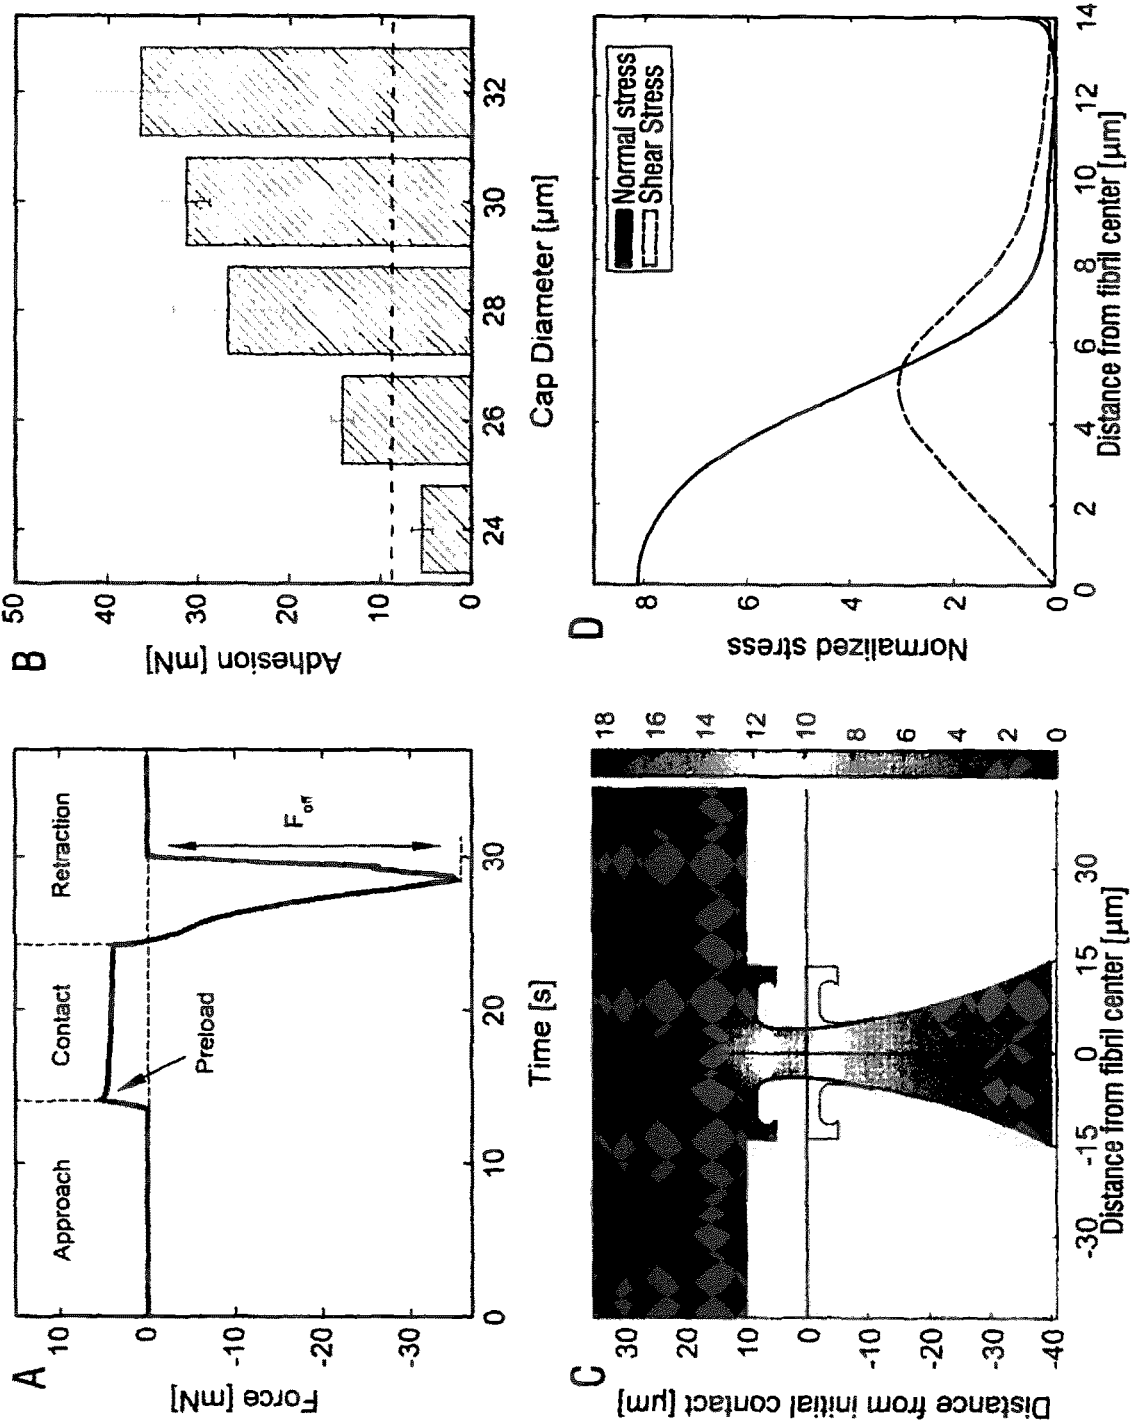 A
Force [mN]
10
0
-10
-20
-30
Approach
Contact
Retraction
Preload
F_off
0
10
20
30
Time [s]
B
Adhesion [mN]
50
40
30
20
10
0
24
26
28
30
32
Cap Diameter [µm]
C
Distance from initial contact [µm]
30
20
10
0
-10
-20
-30
-40
-30
-15
0
15
30
Distance from fibril center [µm]
18
16
14
12
10
8
6
4
2
0
D
Normalized stress
8
6
4
2
0
Normal stress
Shear Stress
0
2
4
6
8
10
12
14
Distance from fibril center [µm]